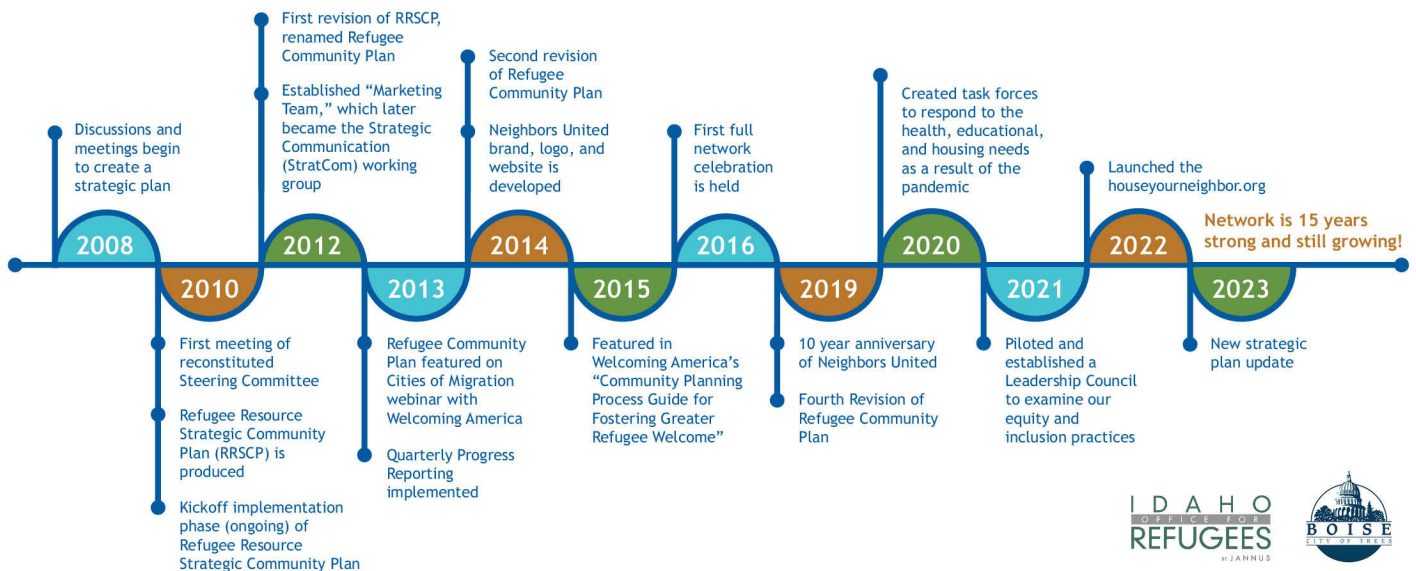 Discussions and
meetings begin
to create a
strategic plan
2008
2010
First meeting of
reconstituted
Steering Committee
Refugee Resource
Strategic Community
Plan (RRSCP) is
produced
Kickoff implementation
phase (ongoing) of
Refugee Resource
Strategic Community Plan
First revision of RRSCP,
renamed Refugee
Community Plan
Established “Marketing
Team,” which later
became the Strategic
Communication
(StratCom) working
group
2012
2013
Refugee Community
Plan featured on
Cities of Migration
webinar with
Welcoming America
Quarterly Progress
Reporting
implemented
Second revision
of Refugee
Community Plan
Neighbors United
brand, logo, and
website is
developed
2014
2015
Featured in
Welcoming America’s
“Community Planning
Process Guide for
Fostering Greater
Refugee Welcome”
First full
network
celebration
is held
2016
2019
10 year anniversary
of Neighbors United
Fourth Revision of
Refugee Community
Plan
Created task forces
to respond to the
health, educational,
and housing needs
as a result of the
pandemic
2020
2021
Piloted and
established a
Leadership Council
to examine our
equity and
inclusion practices
Launched the
houseyourneighbor.org
2022
Network is 15 years
strong and still growing!
2023
New strategic
plan update
IDAHO
OFFICE FOR
REFUGEES
BY JANNUS
BOISE
CITY OF TREES